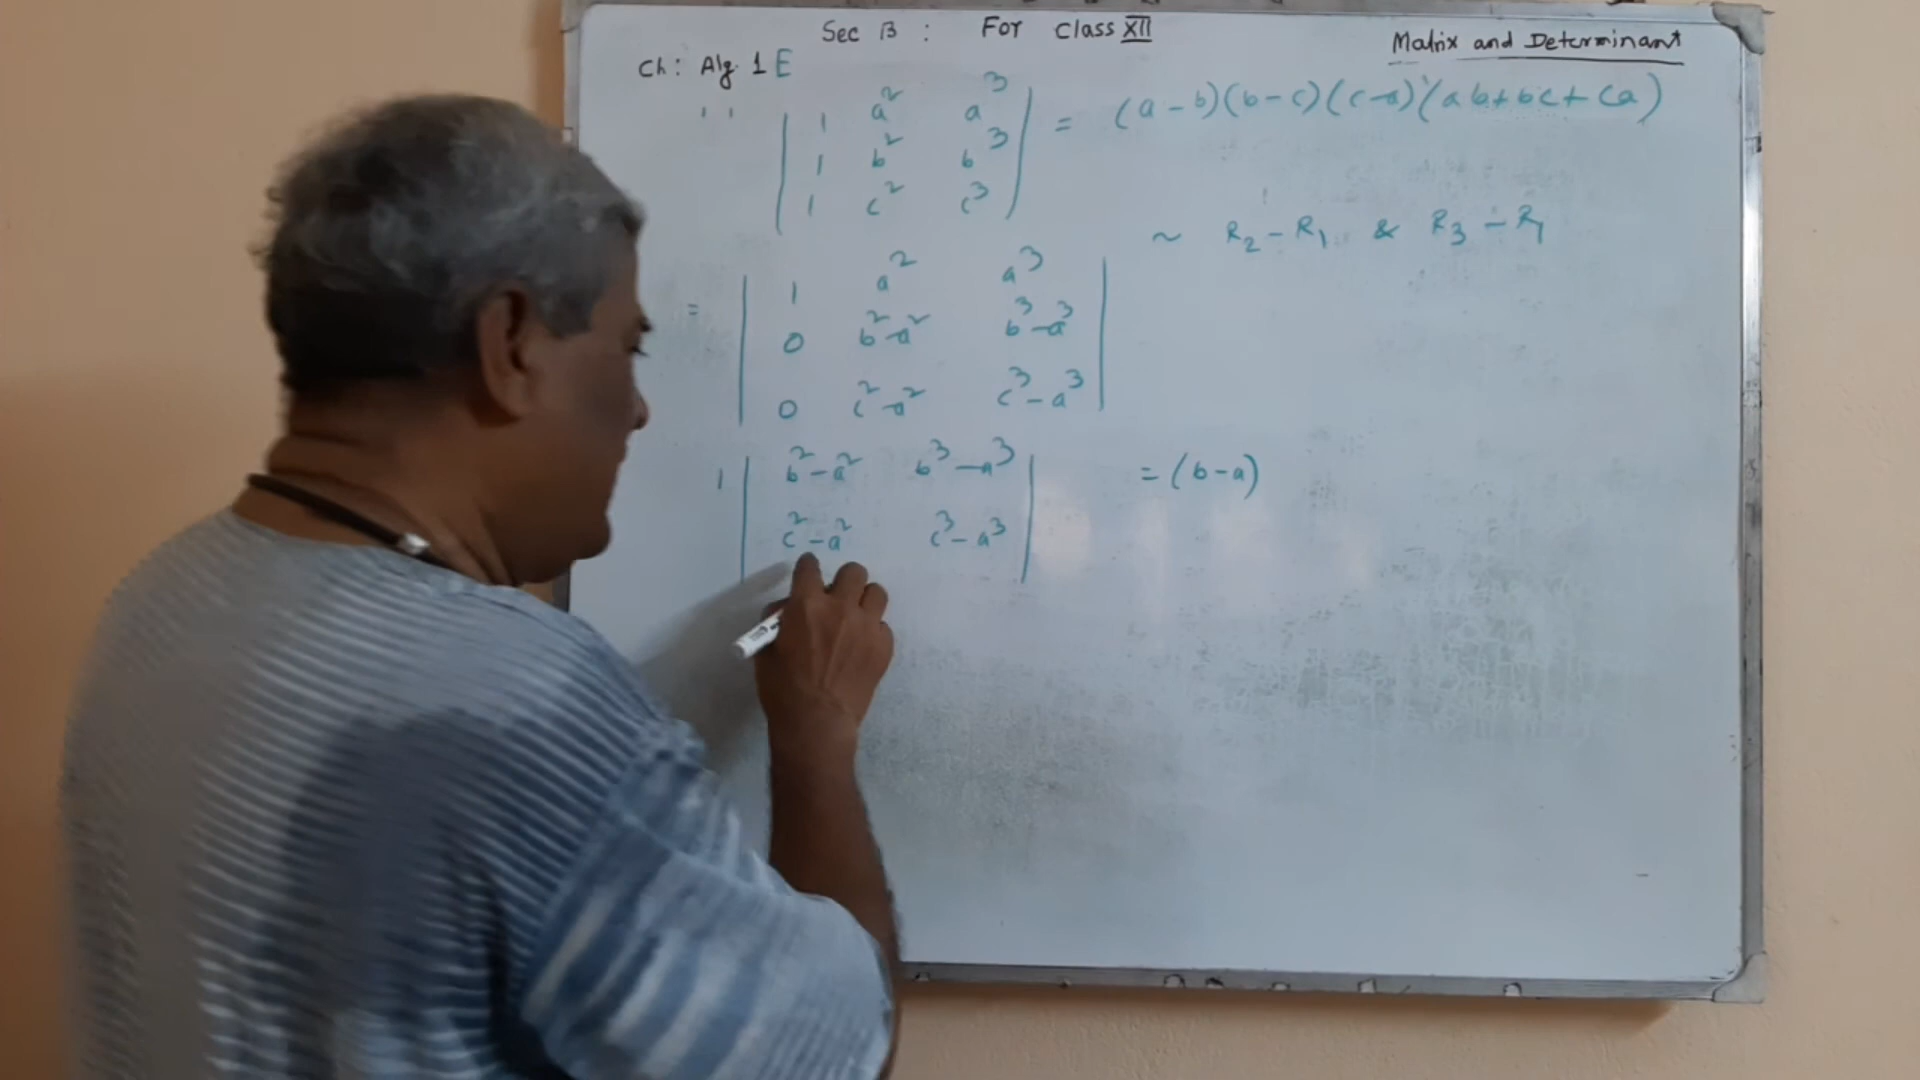 Sec B : For Class XII
Matrix and Determinant
Ch : Alg. 1 E
| 1 a² a³ | = (a-b)(b-c)(c-a)(ab+bc+ca)
| 1 b² b³ |
| 1 c² c³ |
~ R₂-R₁ & R₃-R₁
= | 1 a² a³ |
| 0 b²-a² b³-a³ |
| 0 c²-a² c³-a³ |
1 | b²-a² b³-a³ | = (b-a)
| c²-a² c³-a³ |